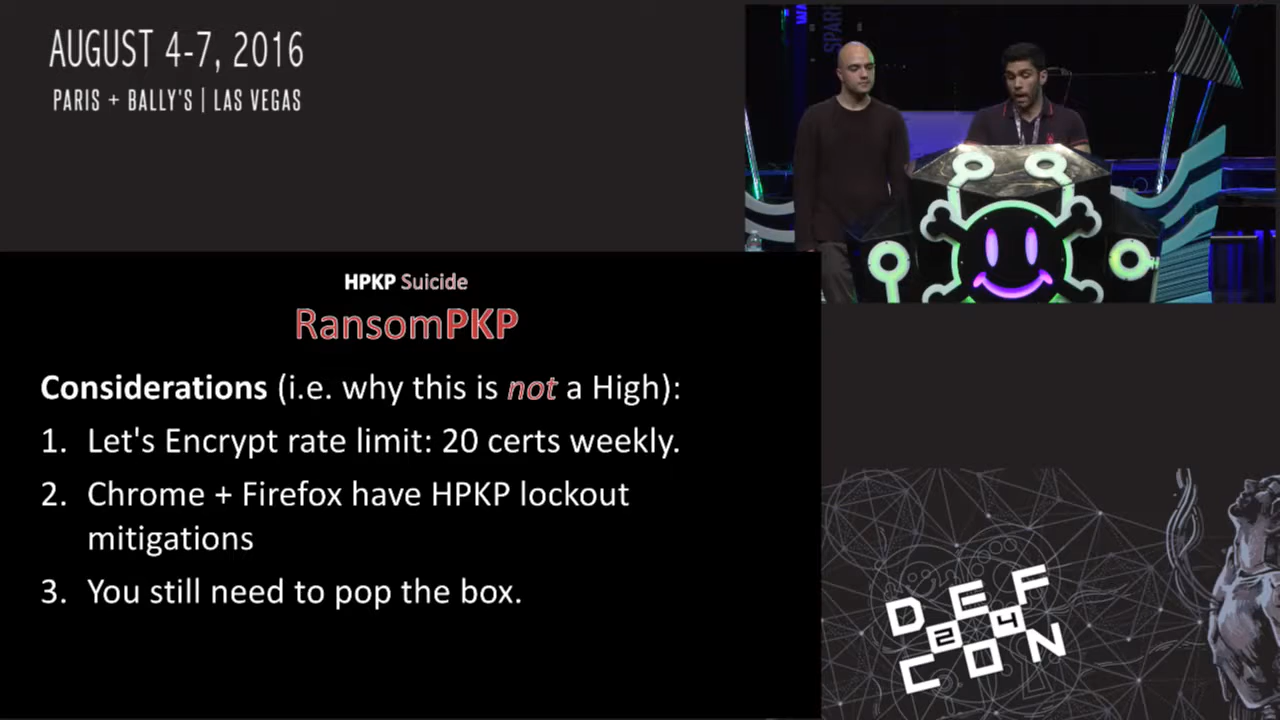 AUGUST 4-7, 2016
PARIS + BALLY'S | LAS VEGAS
SPAR
HPKP Suicide
RansomPKP
Considerations (i.e. why this is not a High):
1. Let's Encrypt rate limit: 20 certs weekly.
2. Chrome + Firefox have HPKP lockout
mitigations
3. You still need to pop the box.
DEF
24
CON